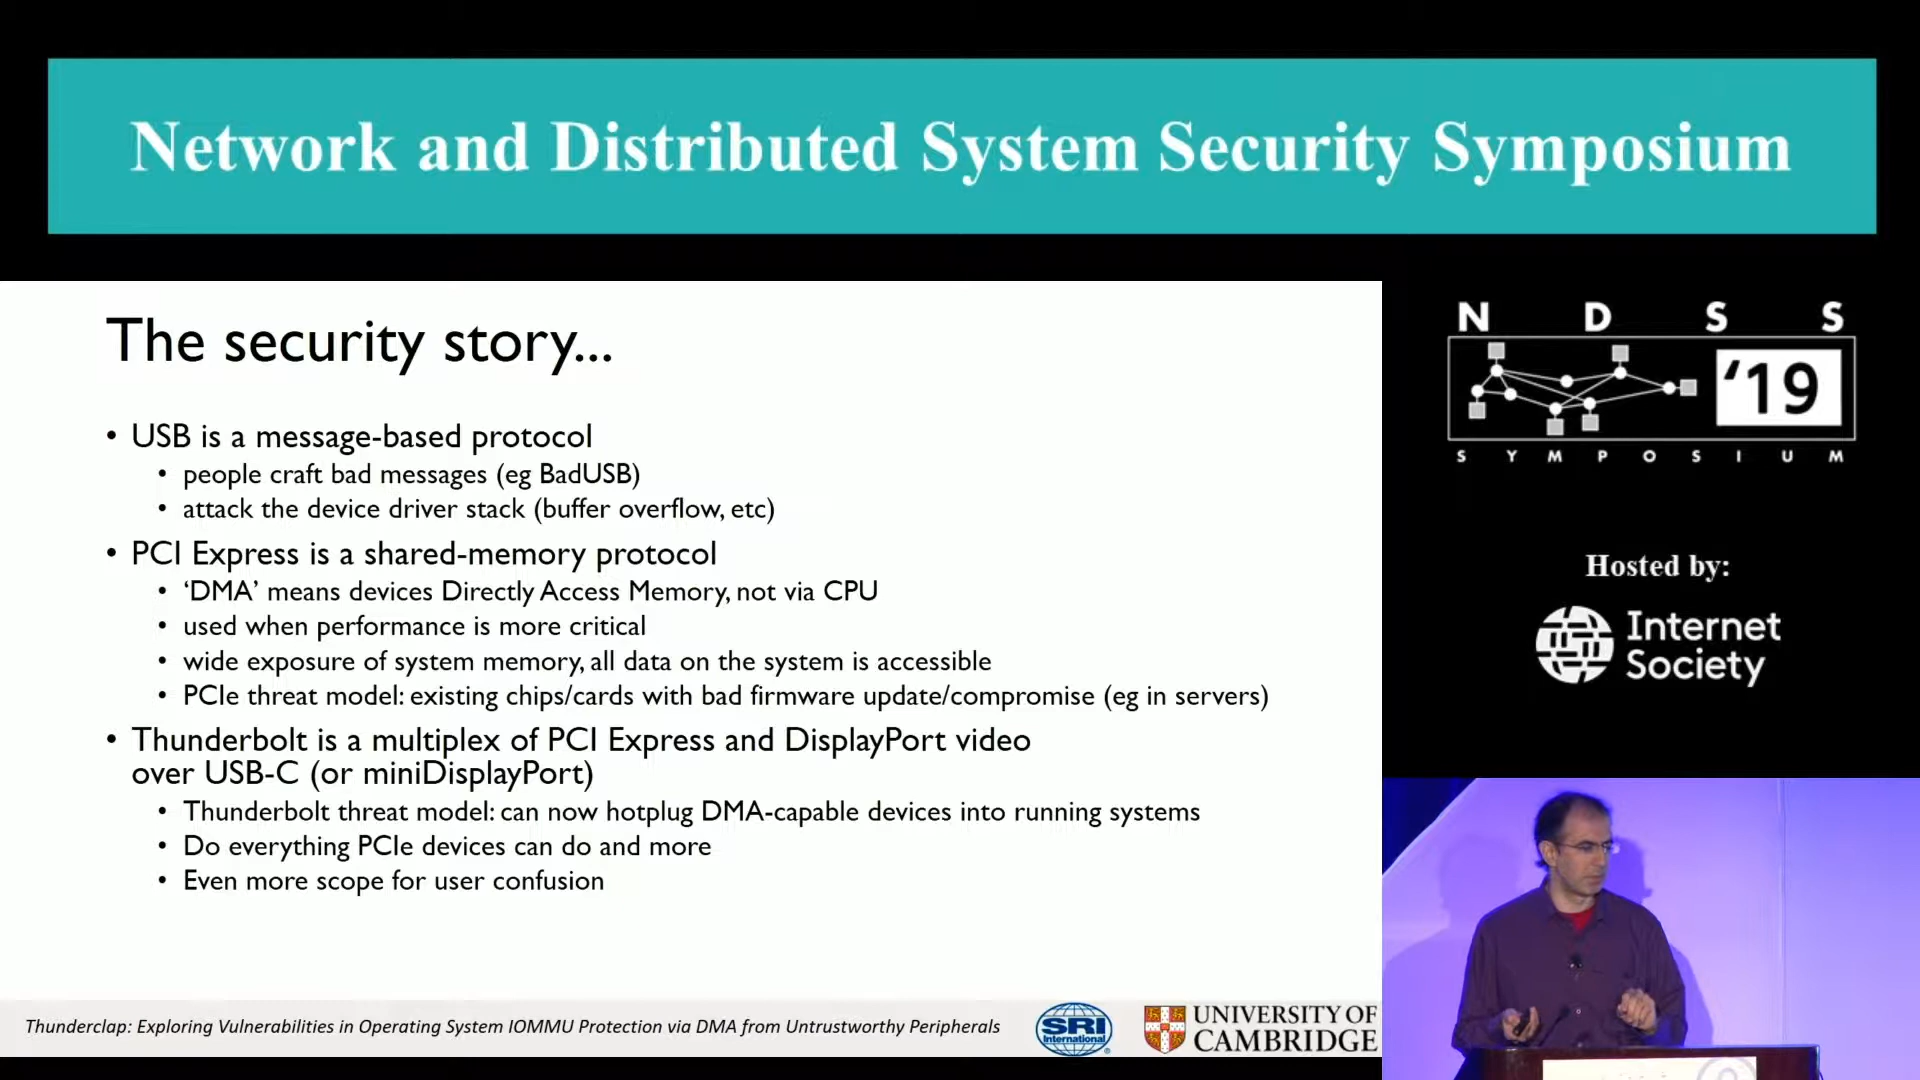 Network and Distributed System Security Symposium
The security story...
• USB is a message-based protocol
• people craft bad messages (eg BadUSB)
• attack the device driver stack (buffer overflow, etc)
• PCI Express is a shared-memory protocol
• ‘DMA’ means devices Directly Access Memory, not via CPU
• used when performance is more critical
• wide exposure of system memory, all data on the system is accessible
• PCIe threat model: existing chips/cards with bad firmware update/compromise (eg in servers)
• Thunderbolt is a multiplex of PCI Express and DisplayPort video
over USB-C (or miniDisplayPort)
• Thunderbolt threat model: can now hotplug DMA-capable devices into running systems
• Do everything PCIe devices can do and more
• Even more scope for user confusion
Thunderclap: Exploring Vulnerabilities in Operating System IOMMU Protection via DMA from Untrustworthy Peripherals
SRI
International
UNIVERSITY OF
CAMBRIDGE
N D S S
‘19
S Y M P O S I U M
Hosted by:
Internet
Society